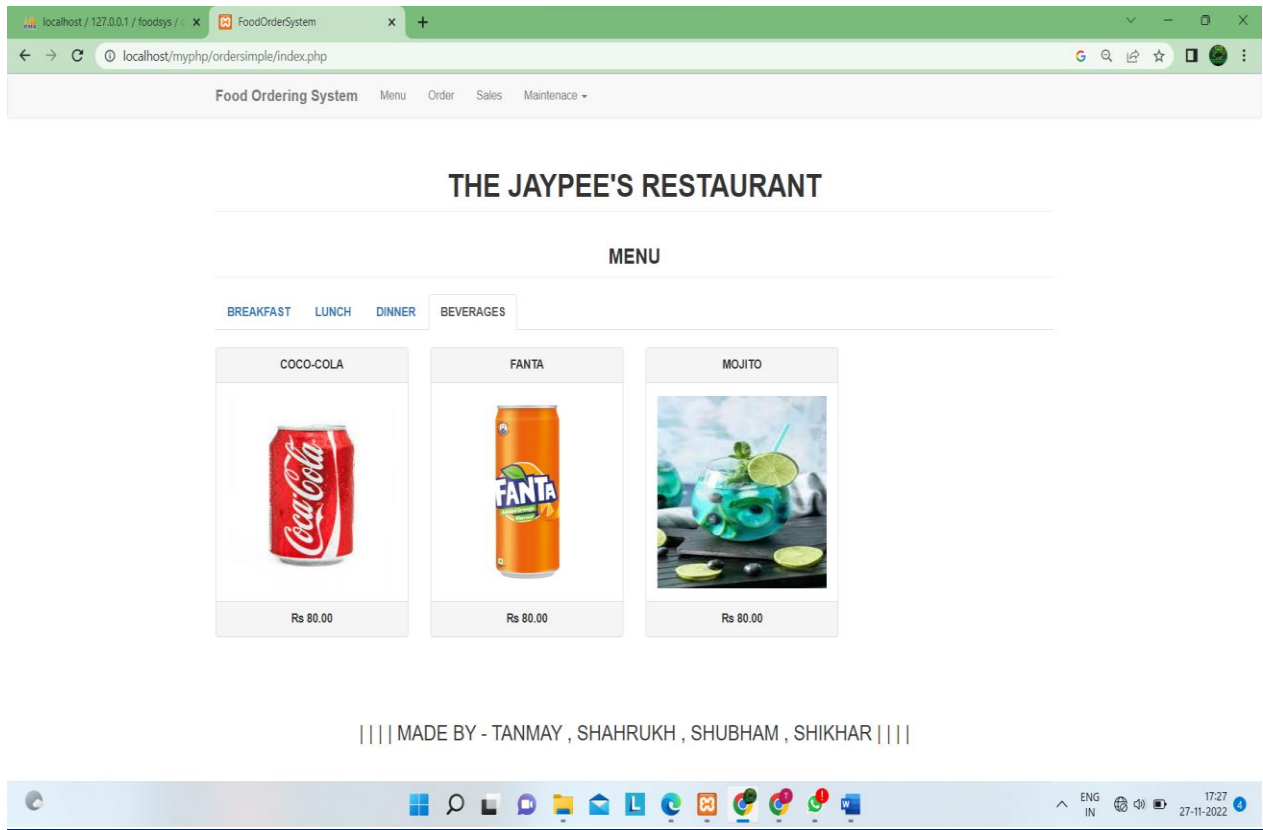 localhost / 127.0.0.1 / foodsys /
FoodOrderSystem
localhost/myphp/ordersimple/index.php
Food Ordering System Menu Order Sales Maintenace
THE JAYPEE'S RESTAURANT
MENU
BREAKFAST LUNCH DINNER BEVERAGES
COCO-COLA FANTA MOJITO
Coca-Cola
FANTA
Rs 80.00 Rs 80.00 Rs 80.00
| | | | MADE BY - TANMAY , SHAHRUKH , SHUBHAM , SHIKHAR | | | |
ENG 17:27
IN 27-11-2022 4